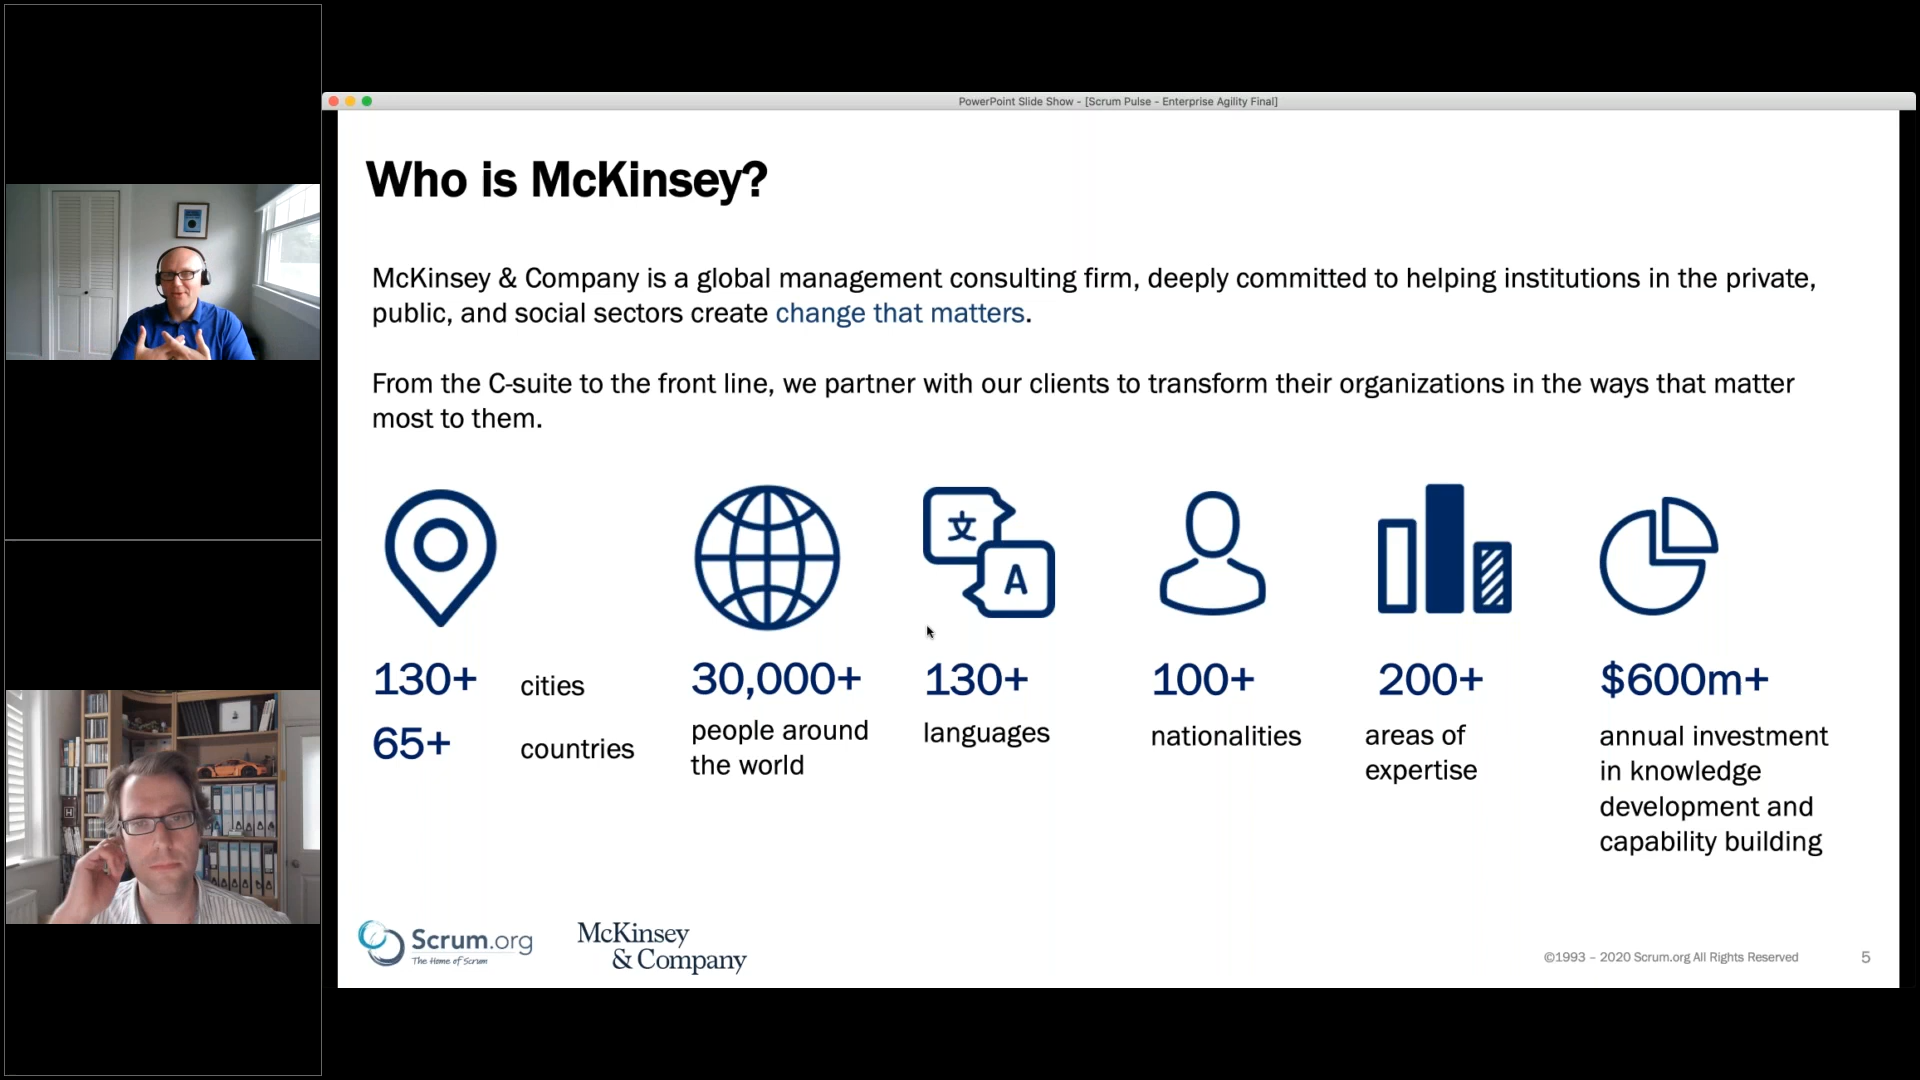 PowerPoint Slide Show - [Scrum Pulse - Enterprise Agility Final]
Who is McKinsey?
McKinsey & Company is a global management consulting firm, deeply committed to helping institutions in the private,
public, and social sectors create change that matters.
From the C-suite to the front line, we partner with our clients to transform their organizations in the ways that matter
most to them.
文
A
130+ cities
65+ countries
30,000+
people around
the world
130+
languages
100+
nationalities
200+
areas of
expertise
$600m+
annual investment
in knowledge
development and
capability building
Scrum.org
The Home of Scrum
McKinsey
& Company
©1993 – 2020 Scrum.org All Rights Reserved
5